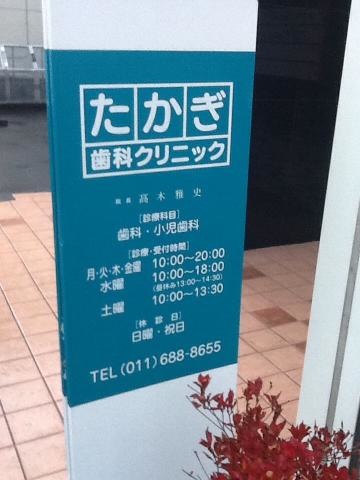 たかぎ
歯科クリニック
院長 高木雅史
[診療科目]
歯科・小児歯科
[診療・受付時間]
月・火・木・金曜 10:00～20:00
水曜 10:00～18:00
(昼休み13:00～14:30)
土曜 10:00～13:30
[休診日]
日曜・祝日
TEL(011)688-8655